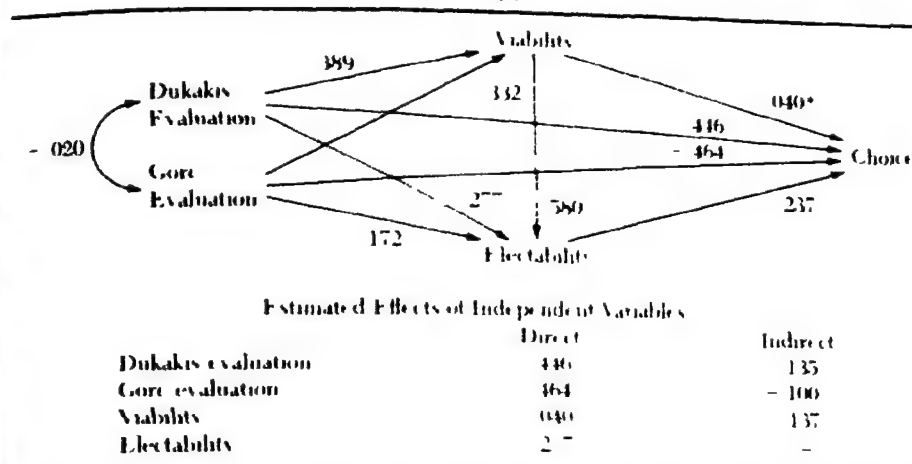 Viability
389
Dukakis
Evaluation
332
040*
446
- 020
- 464
Choice
Gore
Evaluation
277
580
237
172
Electability
Estimated Effects of Independent Variables
Direct Indirect
Dukakis evaluation 446 135
Gore evaluation 464 - 100
Viability 040 137
Electability -